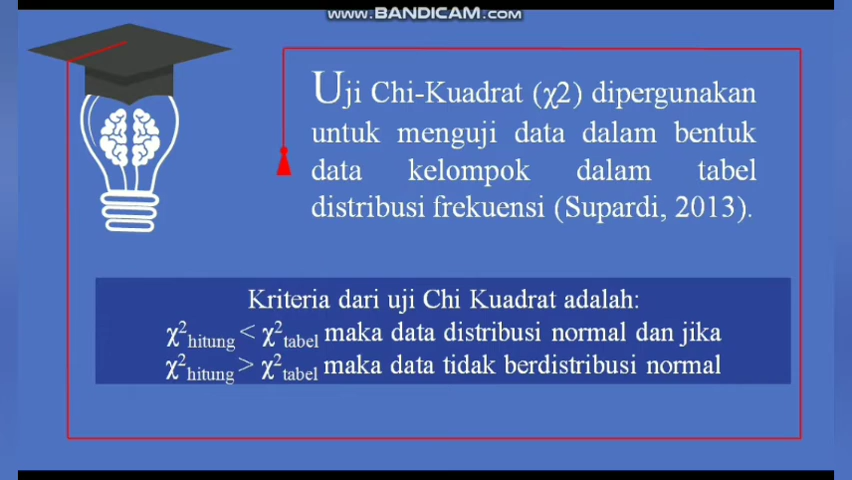 www.BANDICAM.com
Uji Chi-Kuadrat (χ2) dipergunakan
untuk menguji data dalam bentuk
data kelompok dalam tabel
distribusi frekuensi (Supardi, 2013).
Kriteria dari uji Chi Kuadrat adalah:
χ²hitung < χ²tabel maka data distribusi normal dan jika
χ²hitung > χ²tabel maka data tidak berdistribusi normal